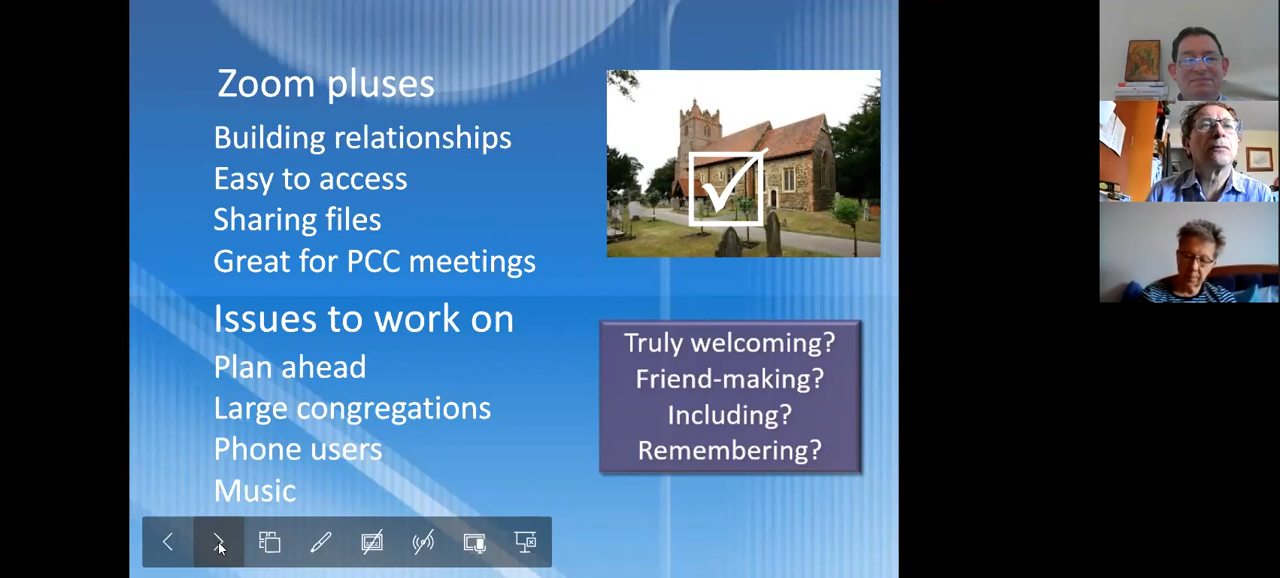 Zoom pluses
Building relationships
Easy to access
Sharing files
Great for PCC meetings
Issues to work on
Plan ahead
Large congregations
Phone users
Music
Truly welcoming?
Friend-making?
Including?
Remembering?